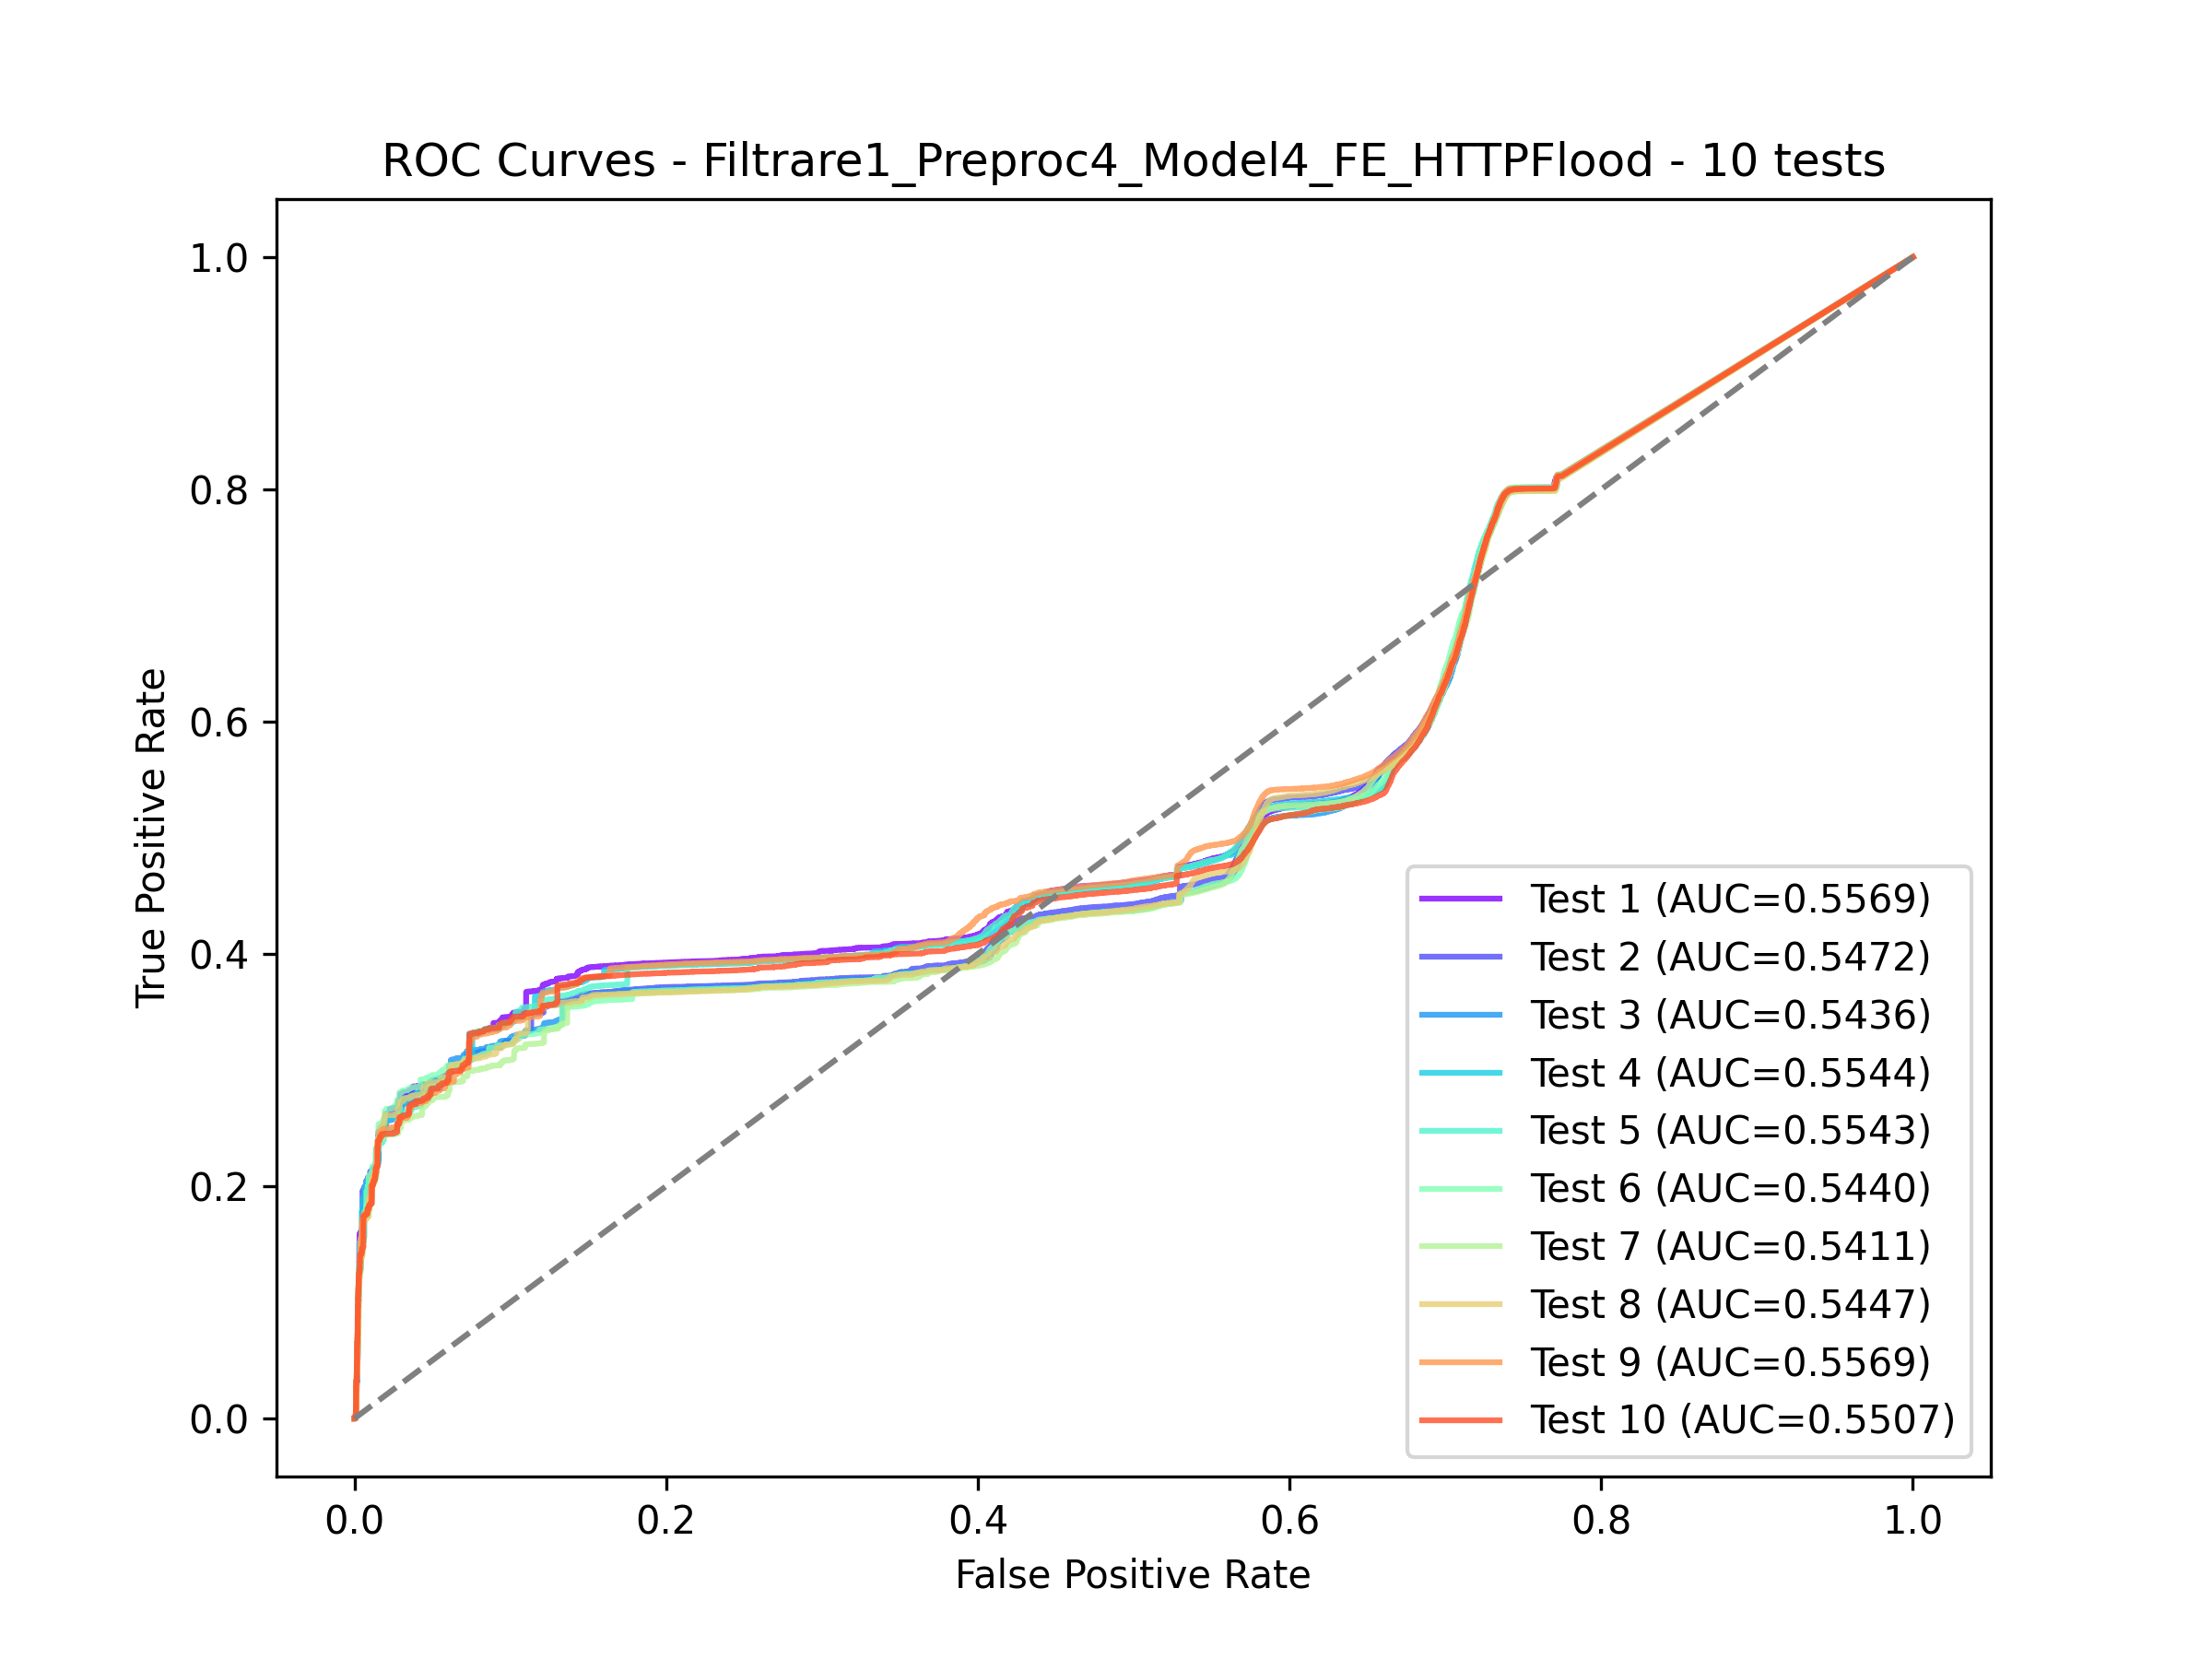 ROC Curves - Filtrare1_Preproc4_Model4_FE_HTTPFlood - 10 tests
True Positive Rate
1.0
0.8
0.6
0.4
0.2
0.0
Test 1 (AUC=0.5569)
Test 2 (AUC=0.5472)
Test 3 (AUC=0.5436)
Test 4 (AUC=0.5544)
Test 5 (AUC=0.5543)
Test 6 (AUC=0.5440)
Test 7 (AUC=0.5411)
Test 8 (AUC=0.5447)
Test 9 (AUC=0.5569)
Test 10 (AUC=0.5507)
0.0 0.2 0.4 0.6 0.8 1.0
False Positive Rate